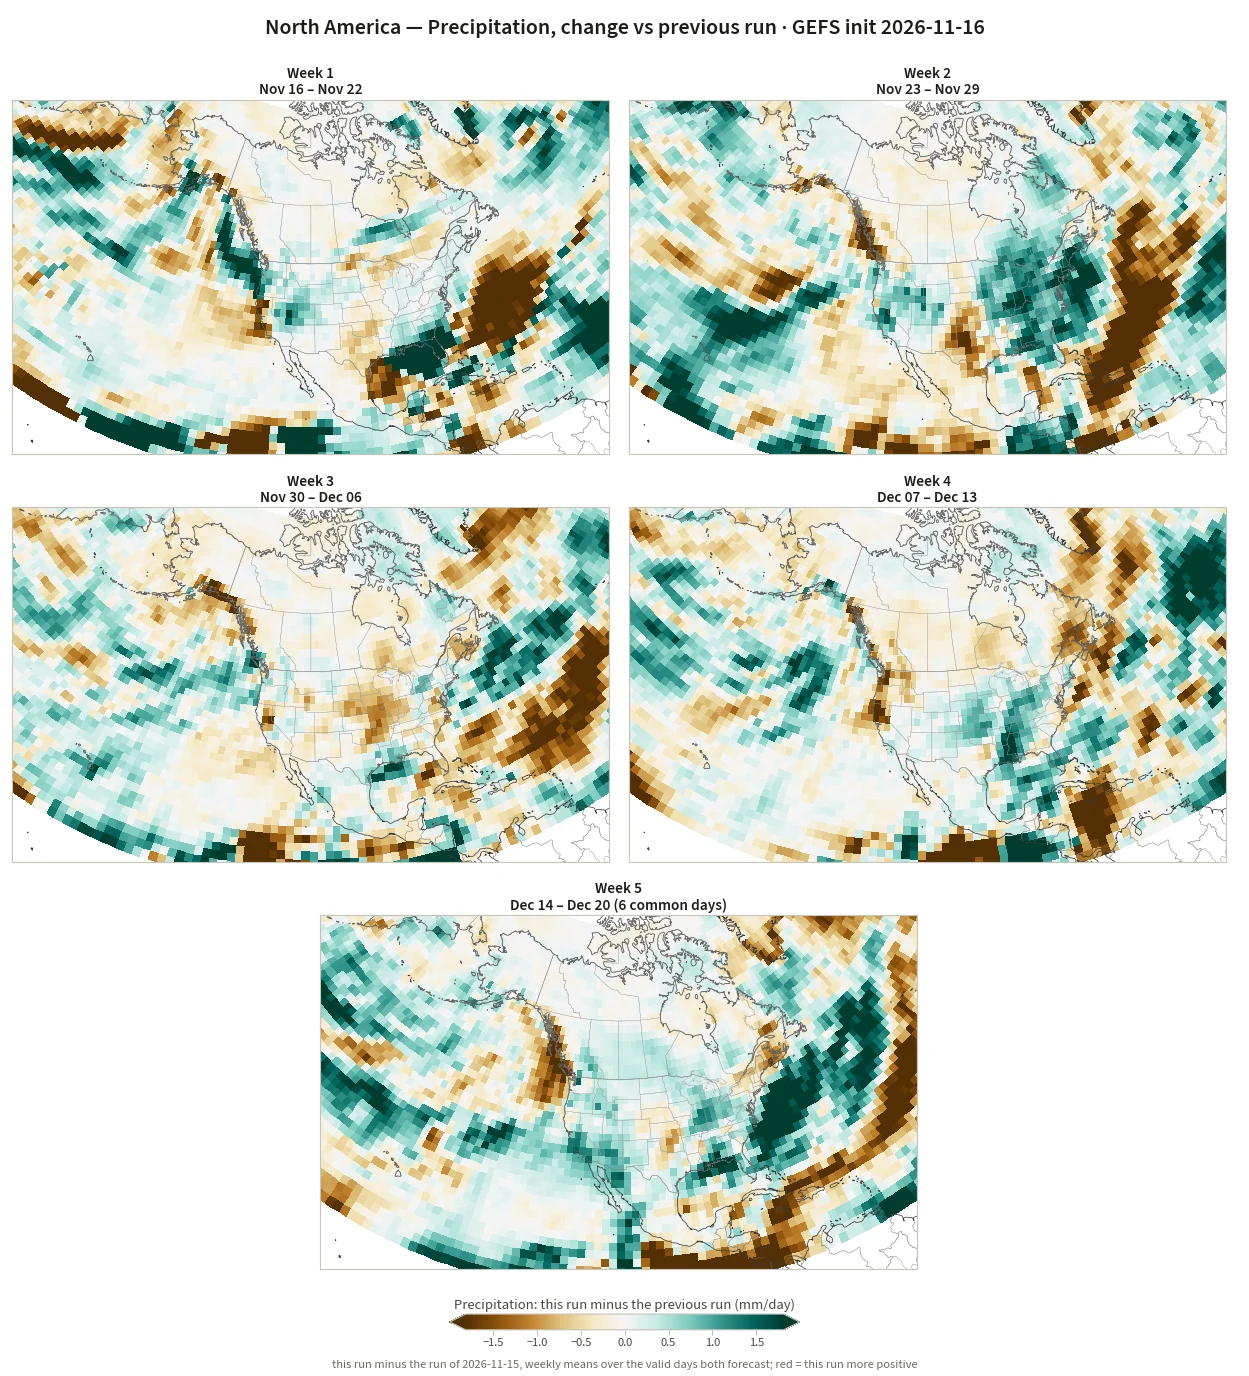 North America — Precipitation, change vs previous run · GEFS init 2026-11-16
Week 1
Nov 16 – Nov 22
Week 2
Nov 23 – Nov 29
Week 3
Nov 30 – Dec 06
Week 4
Dec 07 – Dec 13
Week 5
Dec 14 – Dec 20 (6 common days)
Precipitation: this run minus the previous run (mm/day)
−1.5 −1.0 −0.5 0.0 0.5 1.0 1.5
this run minus the run of 2026-11-15, weekly means over the valid days both forecast; red = this run more positive